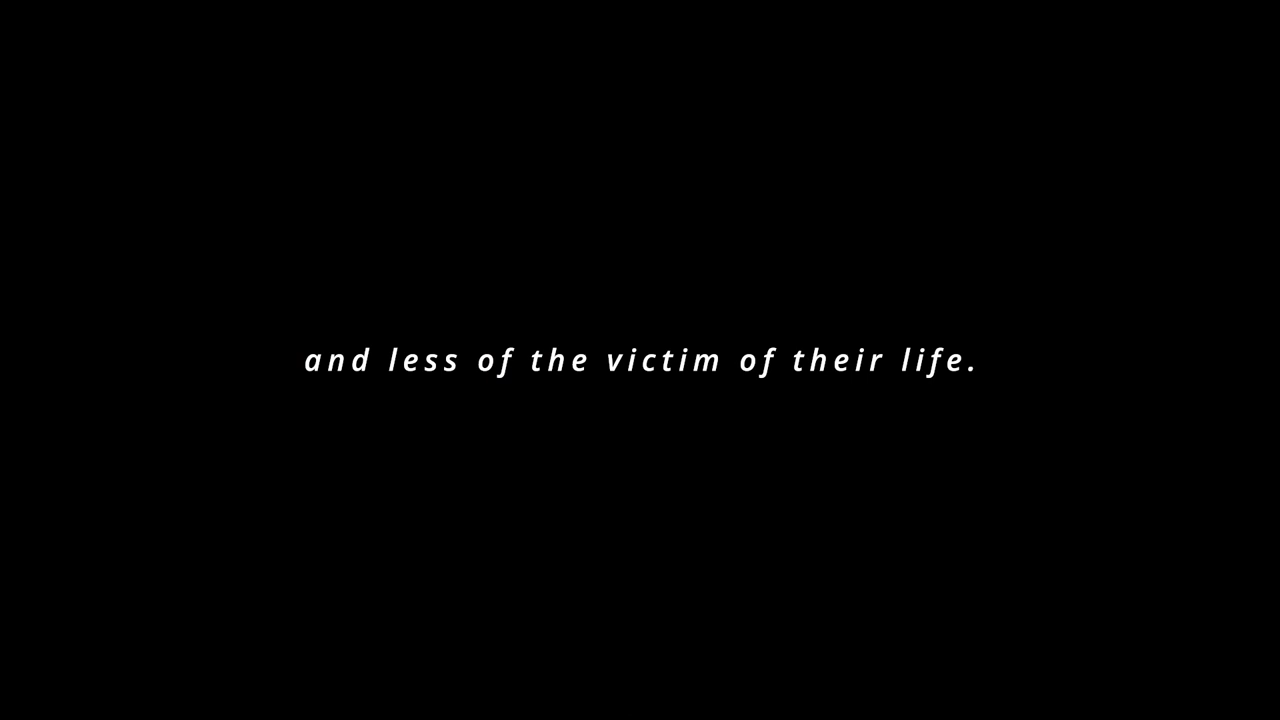 and less of the victim of their life.